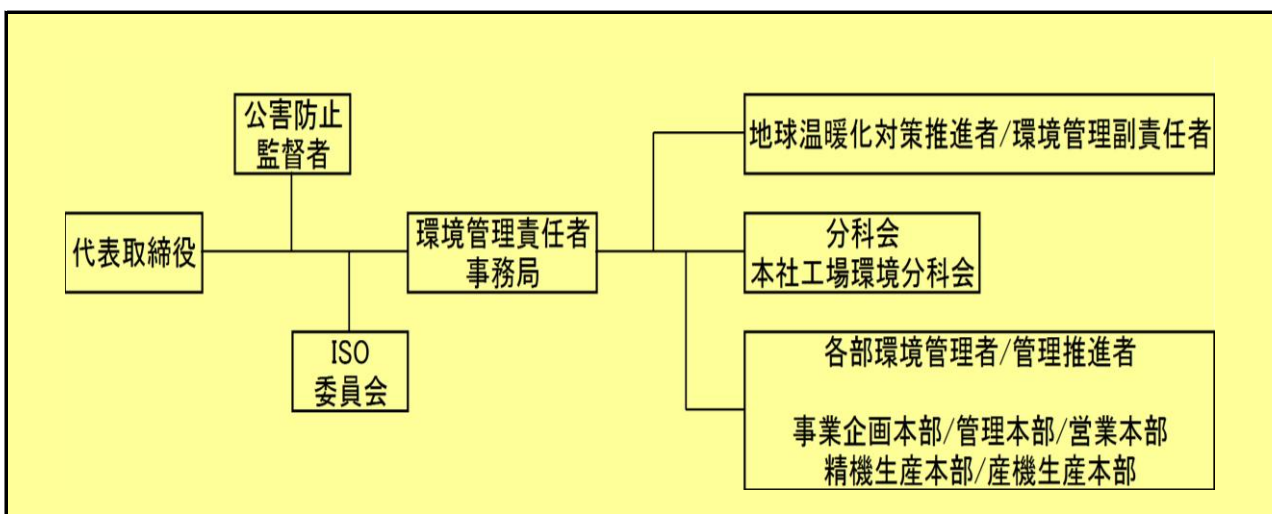 公害防止
監督者
代表取締役
環境管理責任者
事務局
ISO
委員会
地球温暖化対策推進者/環境管理副責任者
分科会
本社工場環境分科会
各部環境管理者/管理推進者
事業企画本部/管理本部/営業本部
精機生産本部/産機生産本部